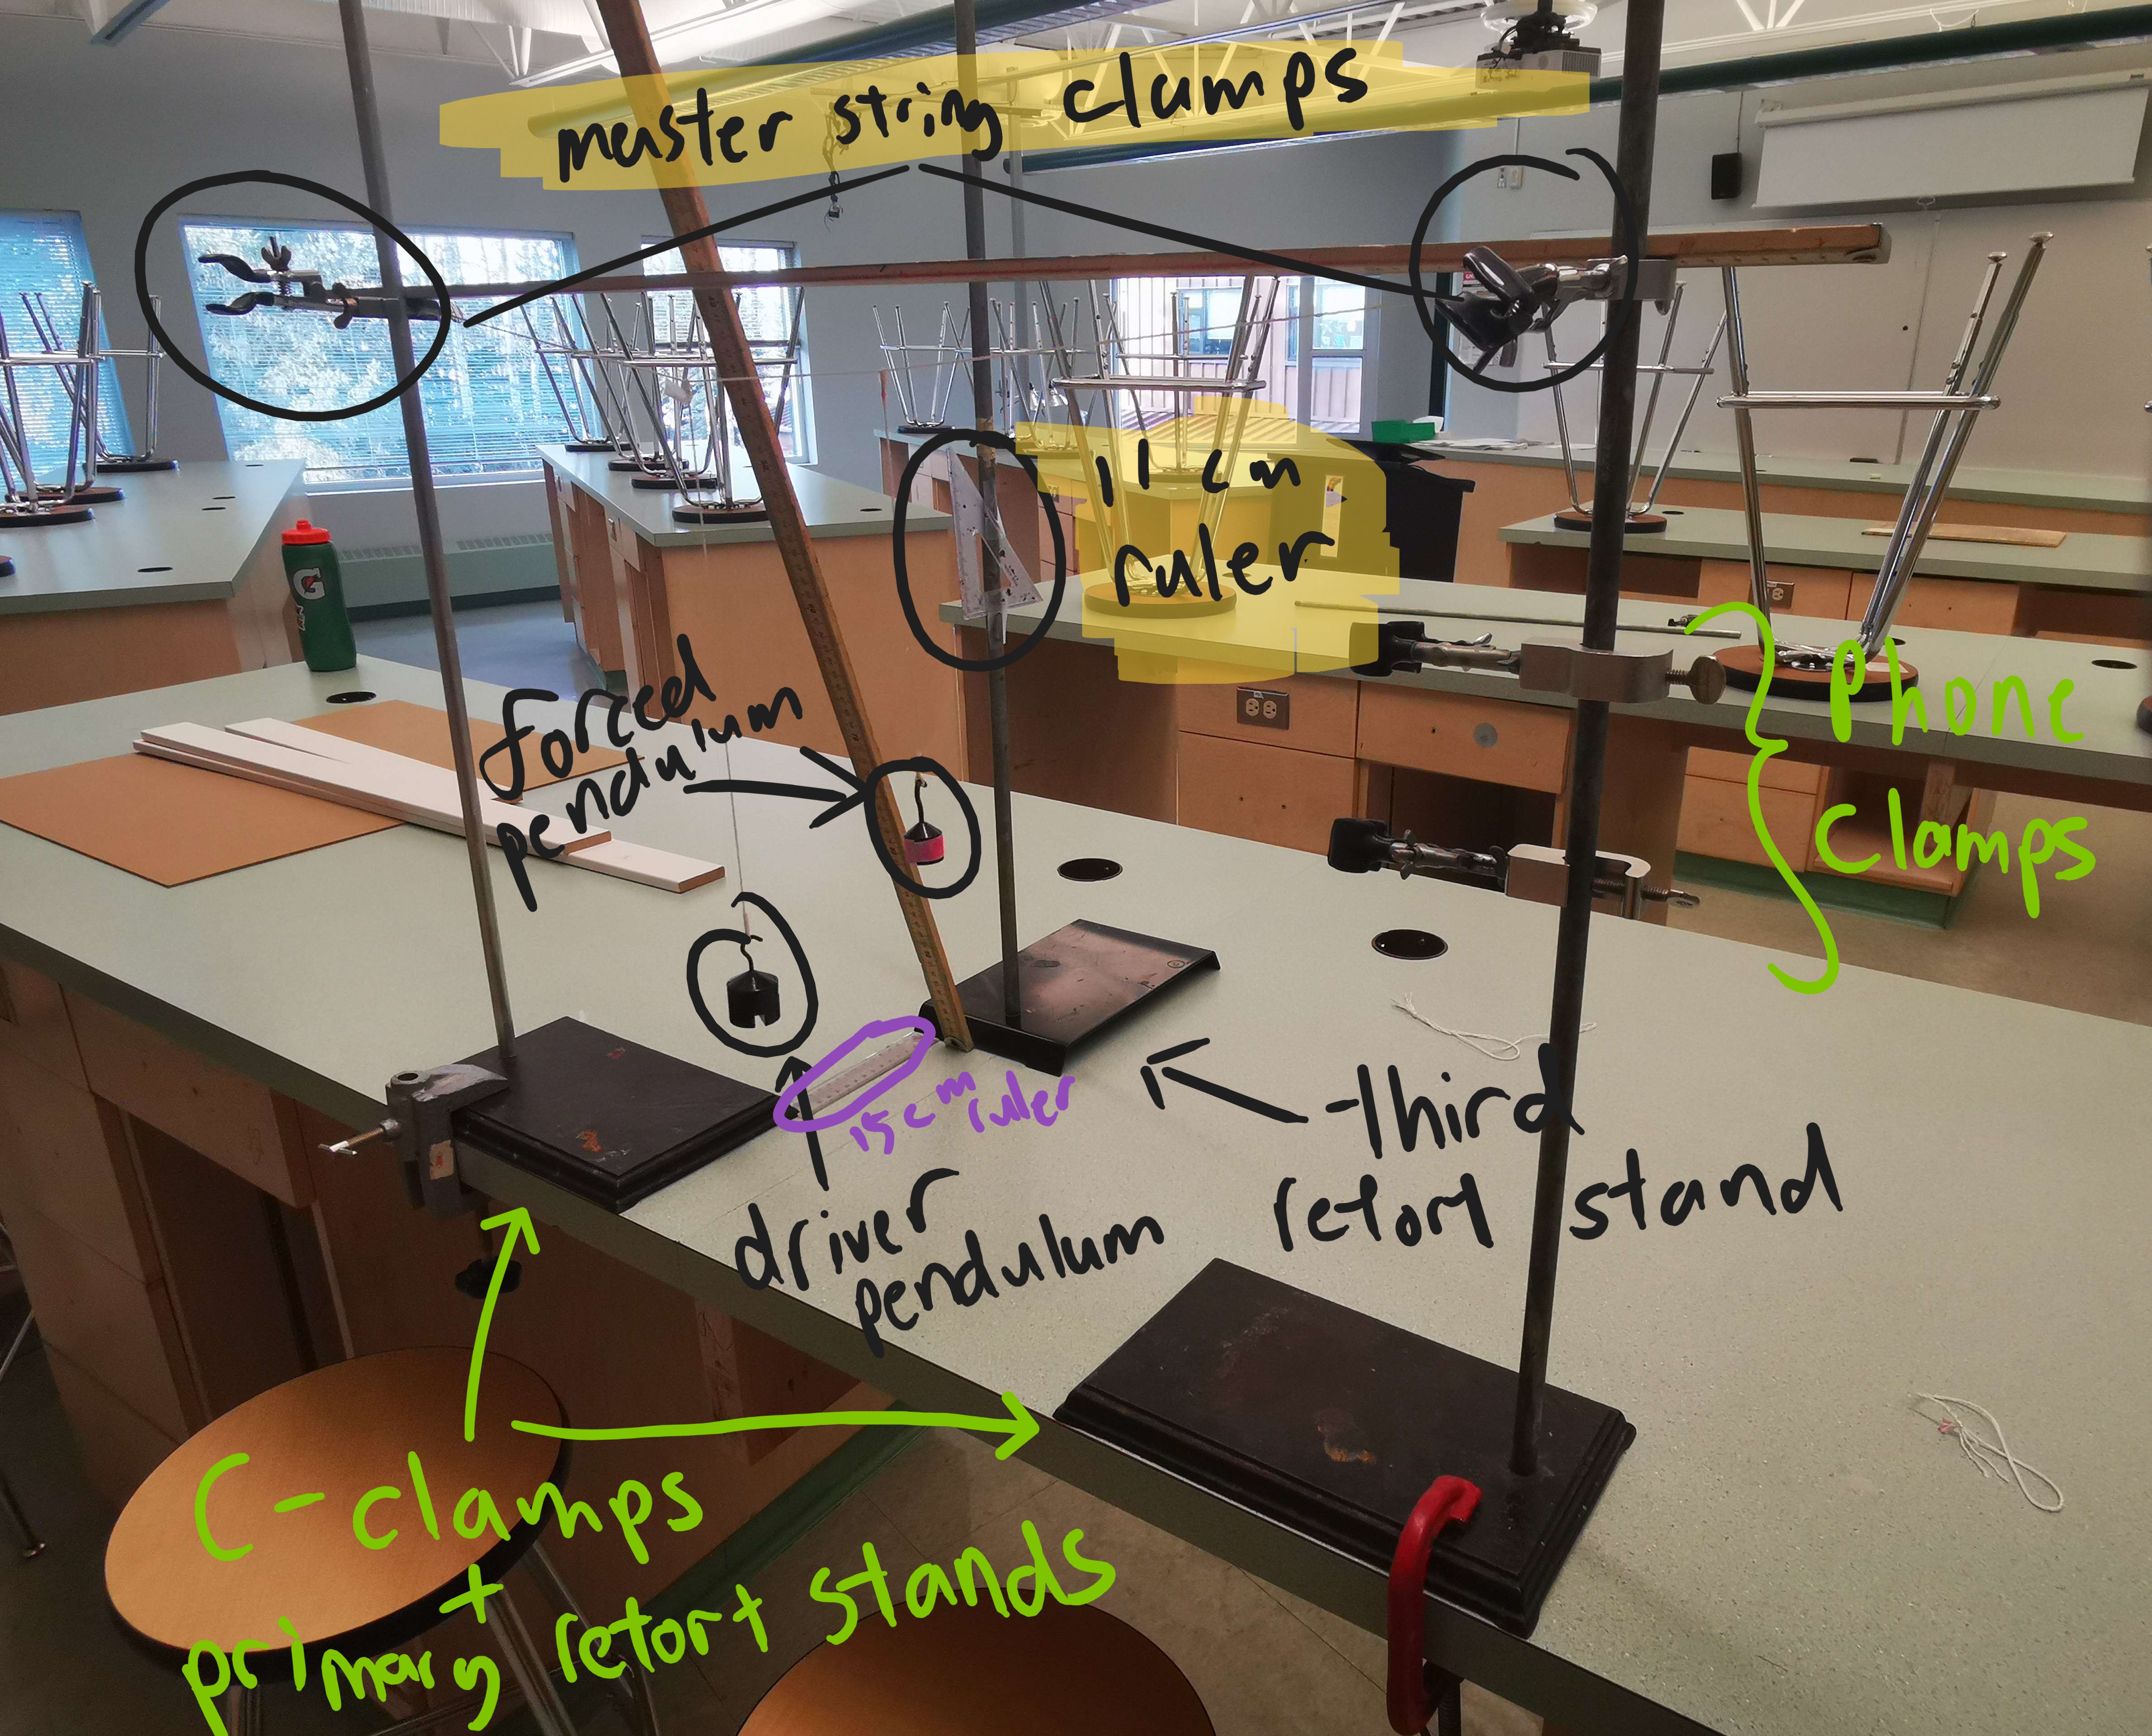 master string clamps
11 cm
ruler
forced
pendulum
Phone
clamps
15 cm
ruler
third
retort stand
driver
pendulum
C-clamps
+
primary retort stands
G